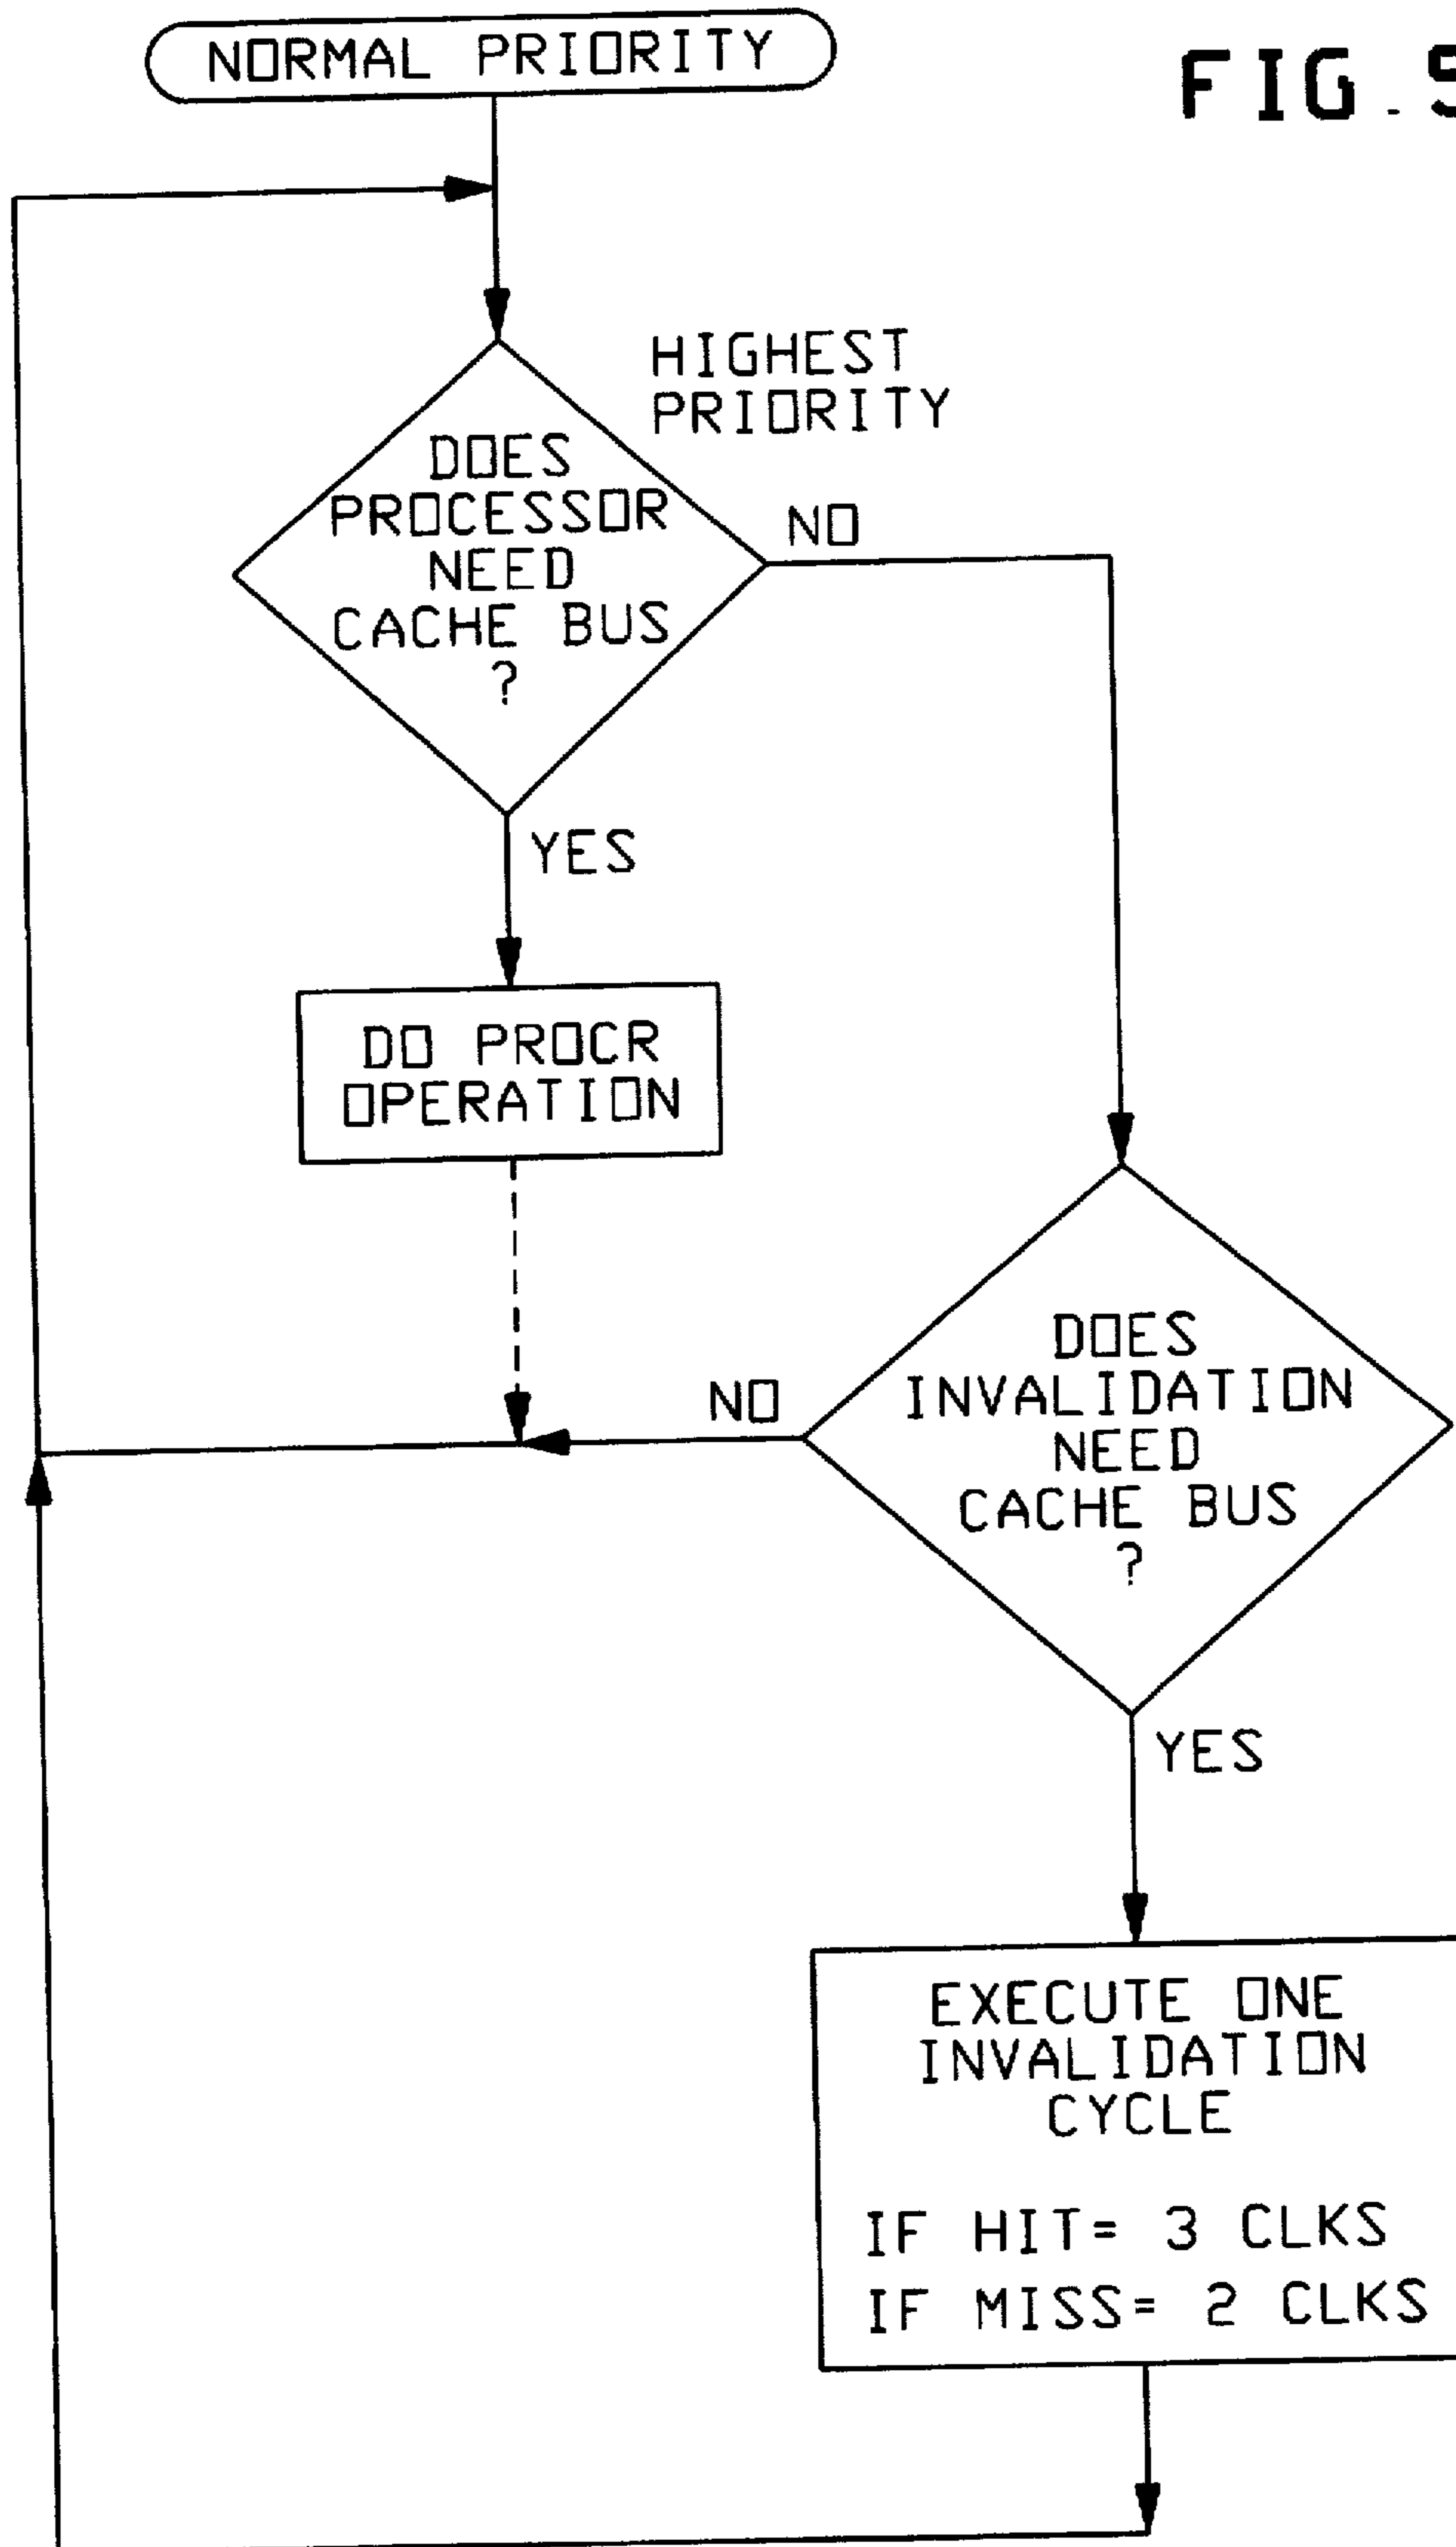 NORMAL PRIORITY
FIG.
HIGHEST
PRIORITY
DOES
PROCESSOR
NEED
CACHE BUS
?
NO
YES
DO PROCR
OPERATION
DOES
INVALIDATION
NEED
CACHE BUS
?
NO
YES
EXECUTE ONE
INVALIDATION
CYCLE
IF HIT= 3 CLKS
IF MISS= 2 CLKS